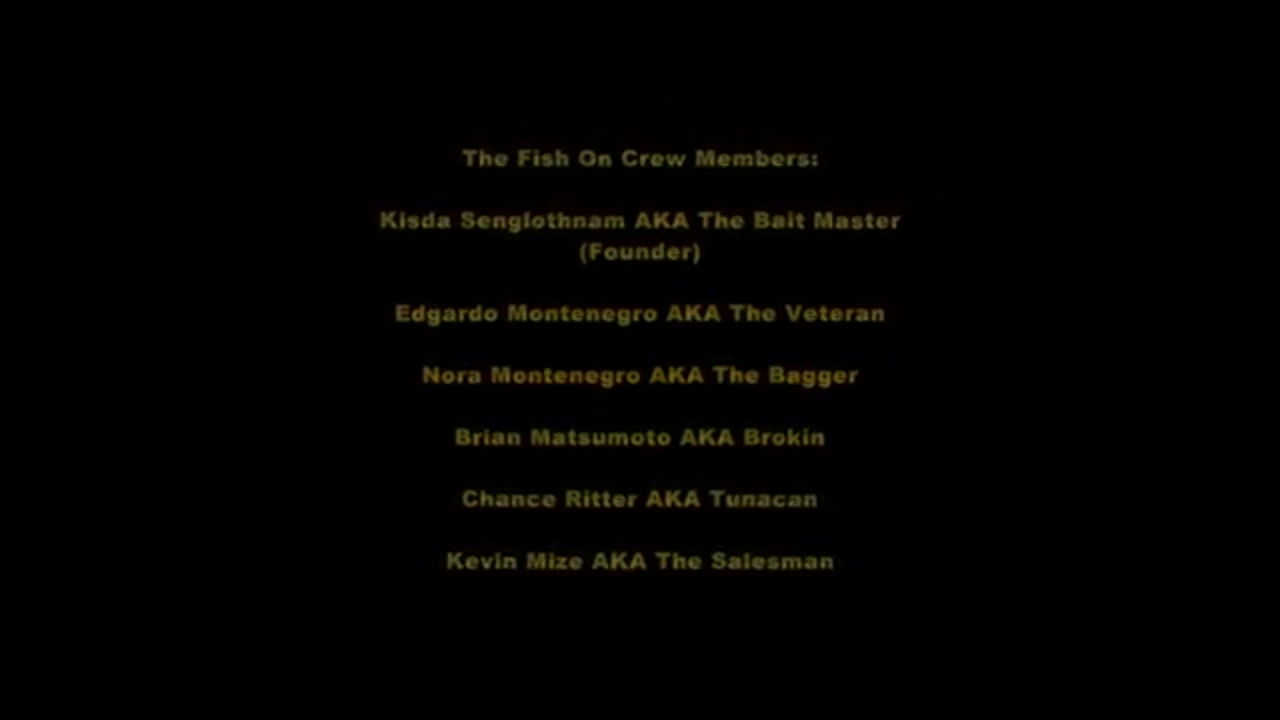 The Fish On Crew Members:
Kisda Senglothnam AKA The Bait Master
(Founder)
Edgardo Montenegro AKA The Veteran
Nora Montenegro AKA The Bagger
Brian Matsumoto AKA Brokin
Chance Ritter AKA Tunacan
Kevin Mize AKA The Salesman